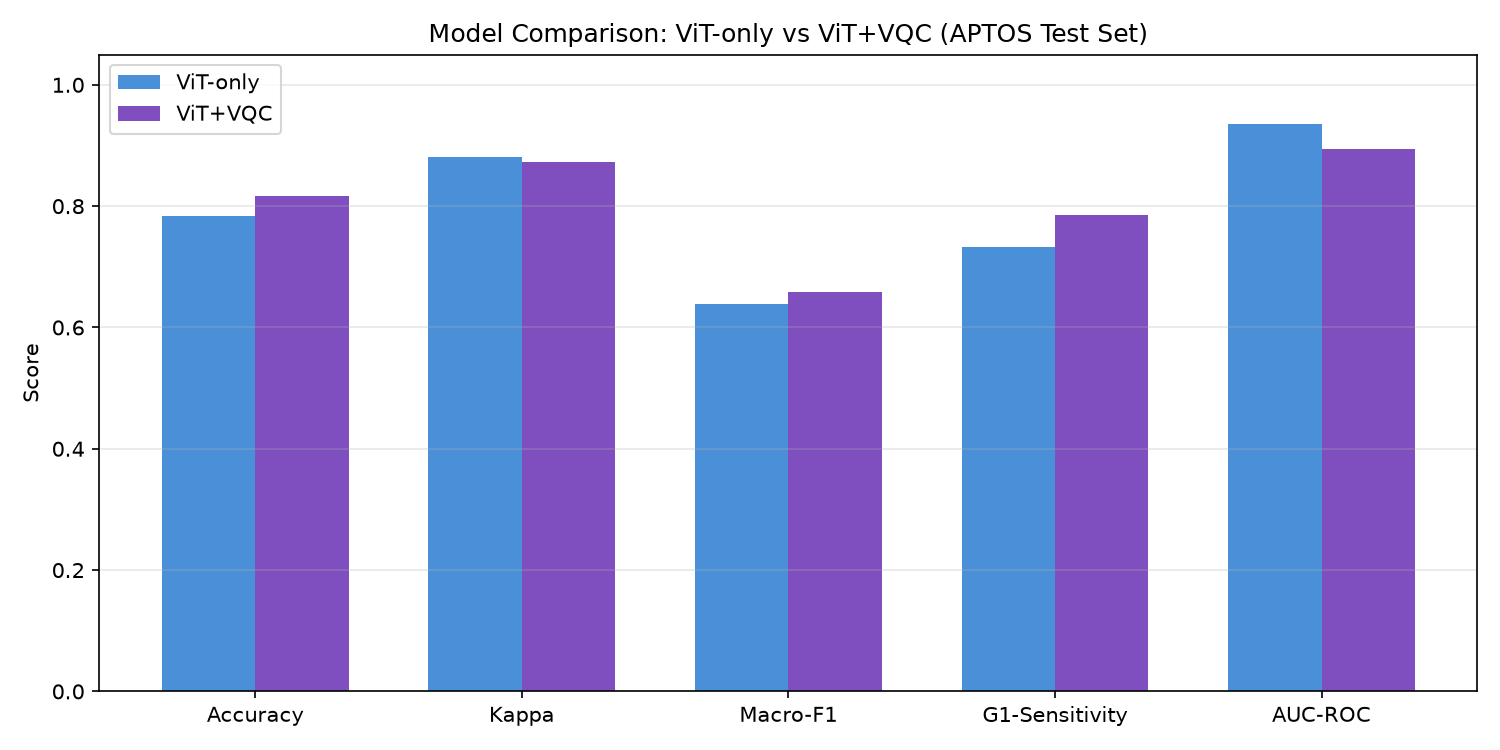 Model Comparison: ViT-only vs ViT+VQC (APTOS Test Set)
ViT-only
ViT+VQC
Score
1.0
0.8
0.6
0.4
0.2
0.0
Accuracy
Kappa
Macro-F1
G1-Sensitivity
AUC-ROC